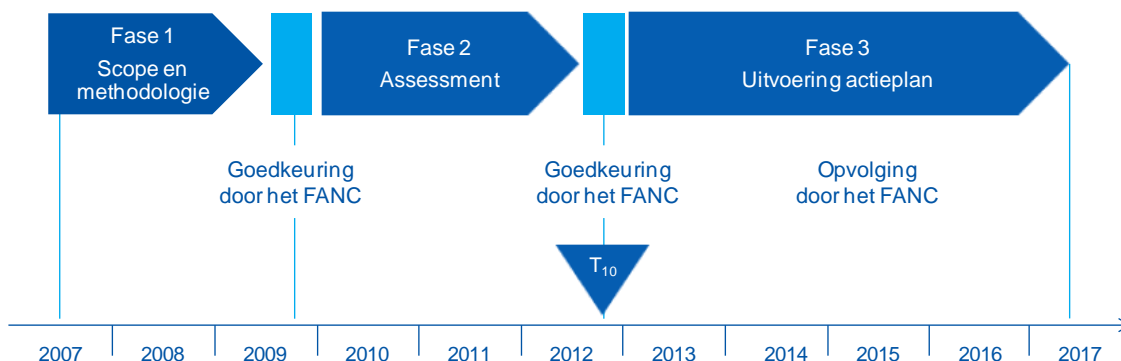 Fase 1
Scope en
methodologie
Fase 2
Assessment
Fase 3
Uitvoering actieplan
Goedkeuring
door het FANC
Goedkeuring
door het FANC
Opvolging
door het FANC
T₁₀
2007 2008 2009 2010 2011 2012 2013 2014 2015 2016 2017